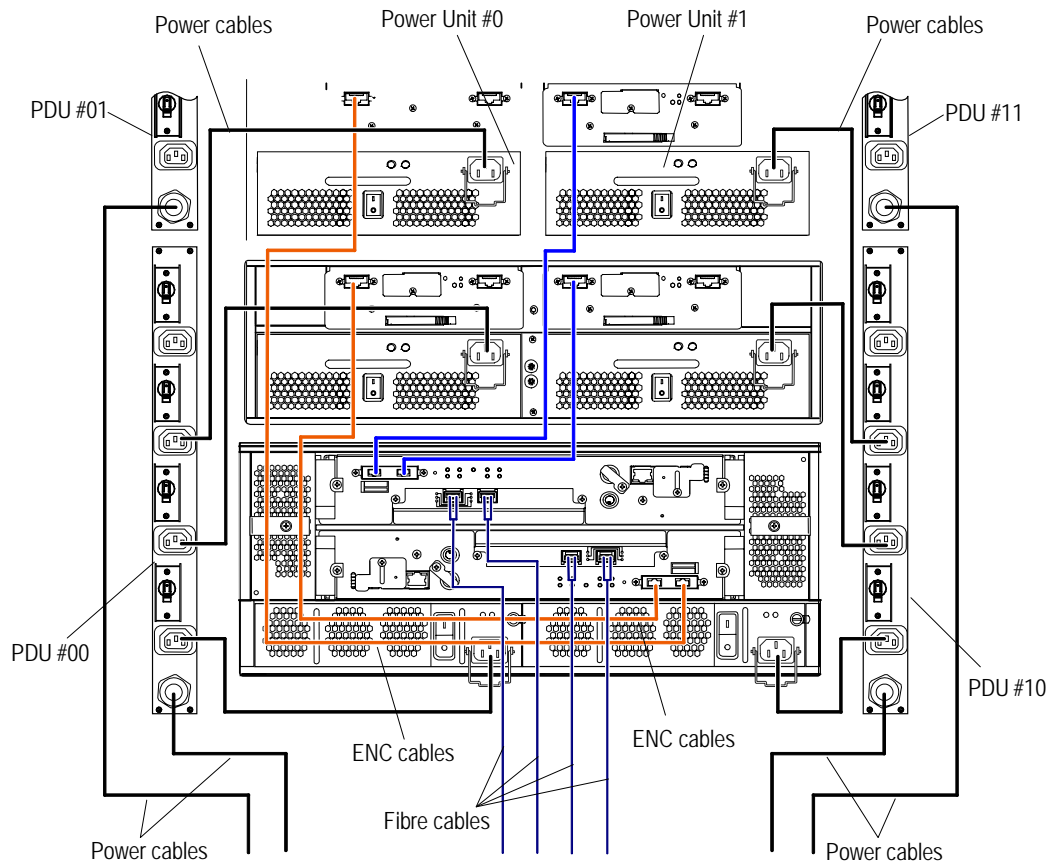 Power Unit #0
Power Unit #1
Power cables
Power cables
PDU #01
PDU #11
PDU #00
PDU #10
ENC cables
ENC cables
Fibre cables
Power cables
Power cables